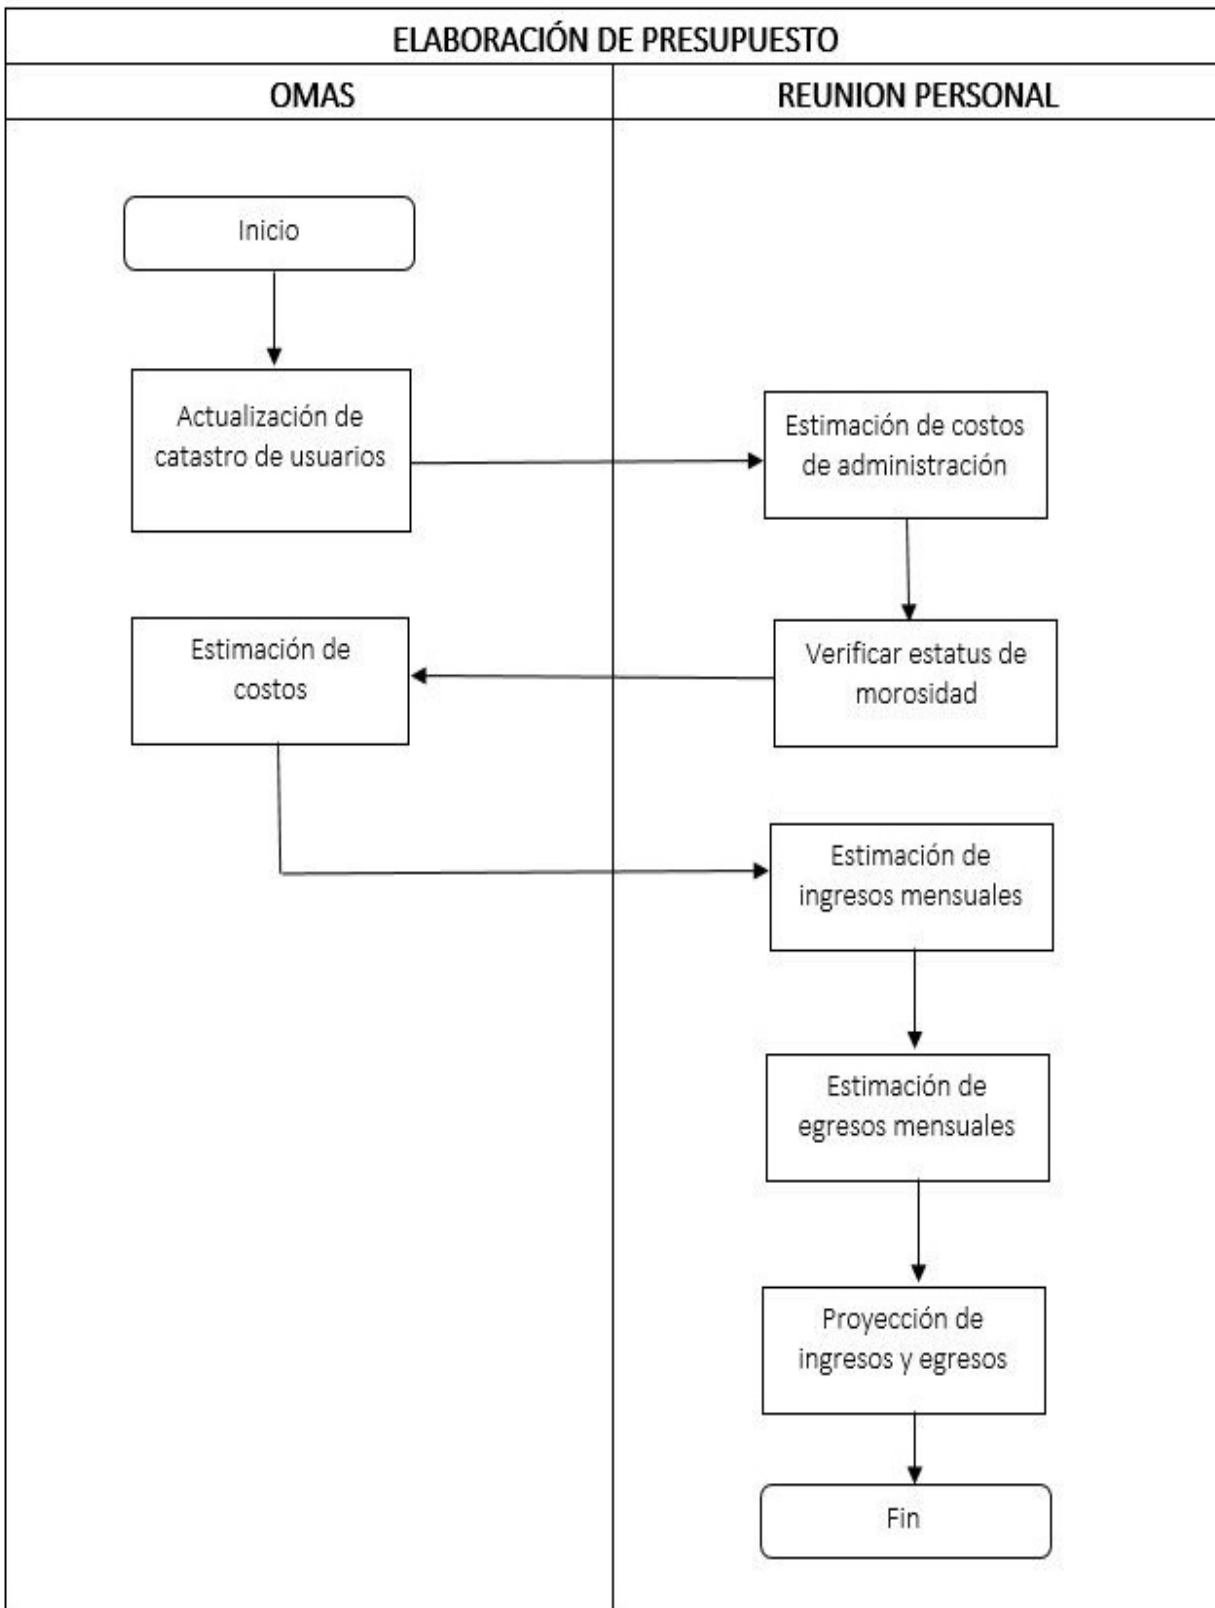 ELABORACIÓN DE PRESUPUESTO
OMAS
REUNION PERSONAL
Inicio
Actualización de
catastro de usuarios
Estimación de costos
de administración
Verificar estatus de
morosidad
Estimación de
costos
Estimación de
ingresos mensuales
Estimación de
egresos mensuales
Proyección de
ingresos y egresos
Fin